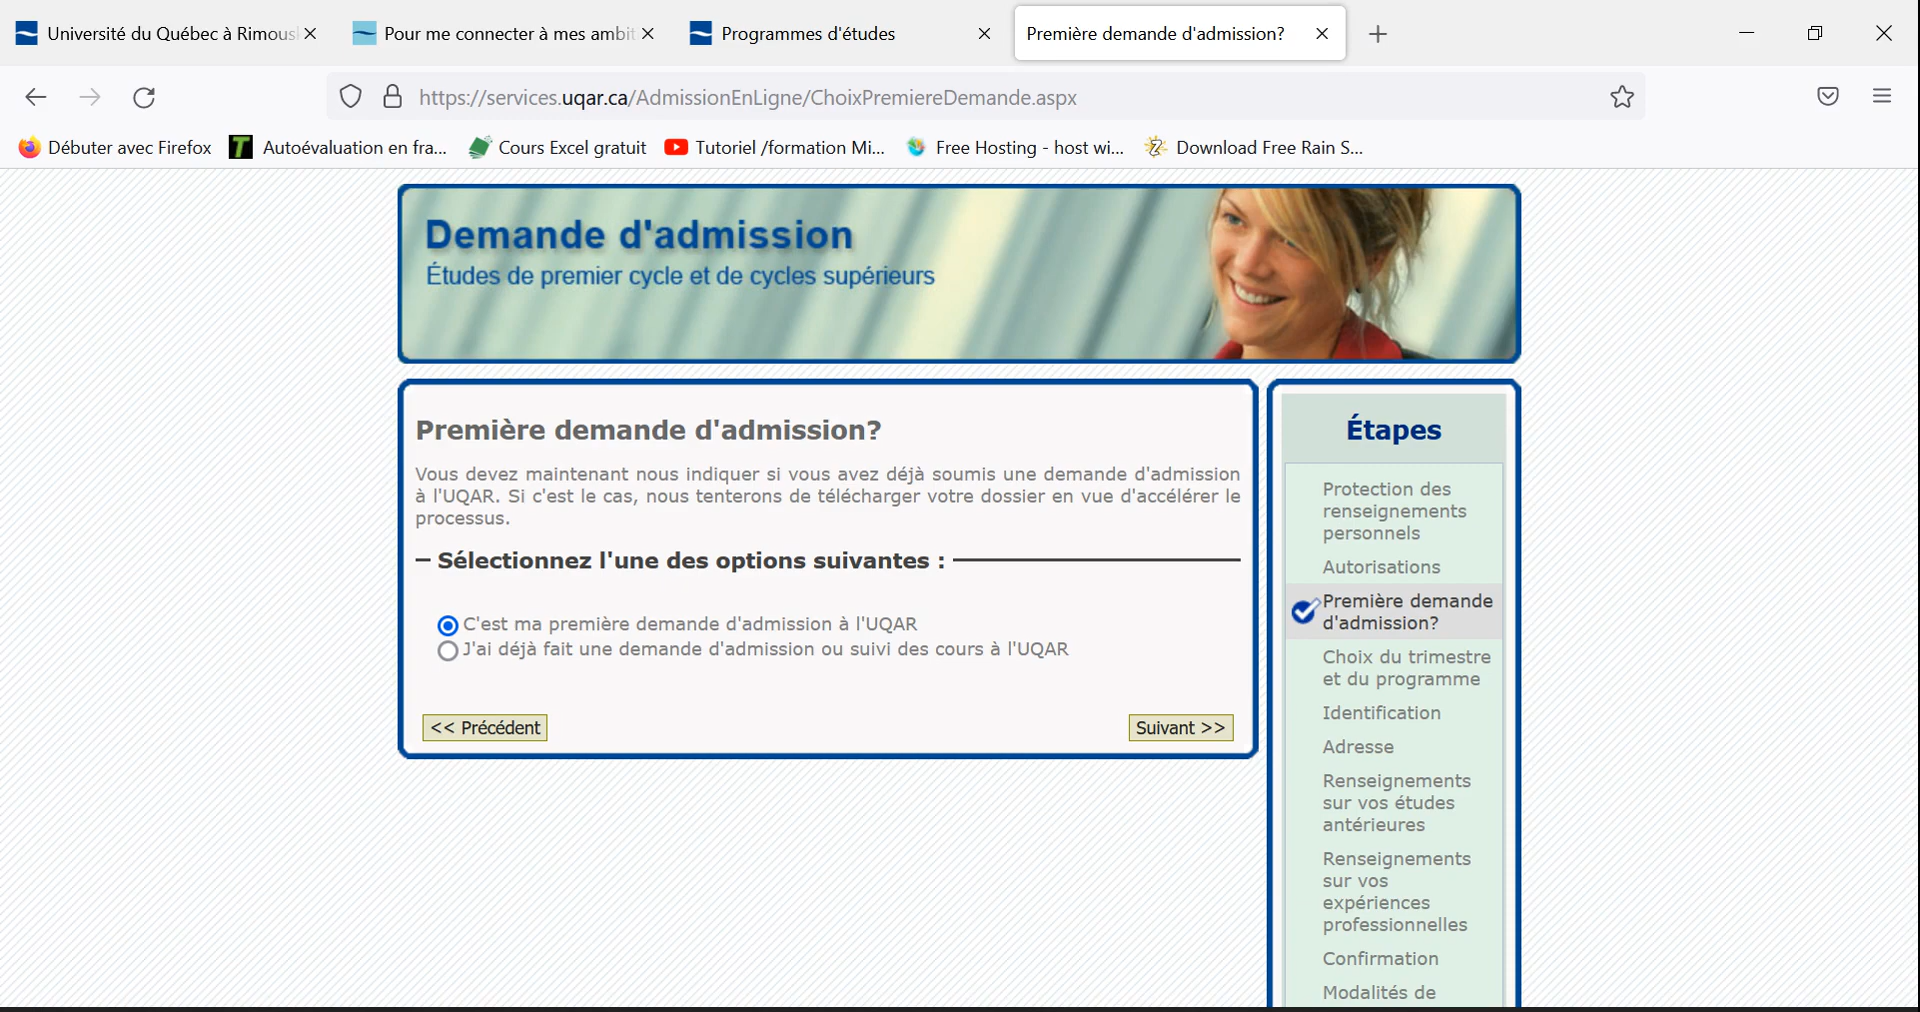 Université du Québec à Rimous
Pour me connecter à mes ambit
Programmes d'études
Première demande d'admission?
https://services.uqar.ca/AdmissionEnLigne/ChoixPremiereDemande.aspx
Débuter avec Firefox
Autoévaluation en fra...
Cours Excel gratuit
Tutoriel /formation Mi...
Free Hosting - host wi...
Download Free Rain S...
Demande d'admission
Études de premier cycle et de cycles supérieurs
Première demande d'admission?
Vous devez maintenant nous indiquer si vous avez déjà soumis une demande d'admission
à l'UQAR. Si c'est le cas, nous tenterons de télécharger votre dossier en vue d'accélérer le
processus.
Sélectionnez l'une des options suivantes :
C'est ma première demande d'admission à l'UQAR
J'ai déjà fait une demande d'admission ou suivi des cours à l'UQAR
<< Précédent
Suivant >>
Étapes
Protection des
renseignements
personnels
Autorisations
Première demande
d'admission?
Choix du trimestre
et du programme
Identification
Adresse
Renseignements
sur vos études
antérieures
Renseignements
sur vos
expériences
professionnelles
Confirmation
Modalités de